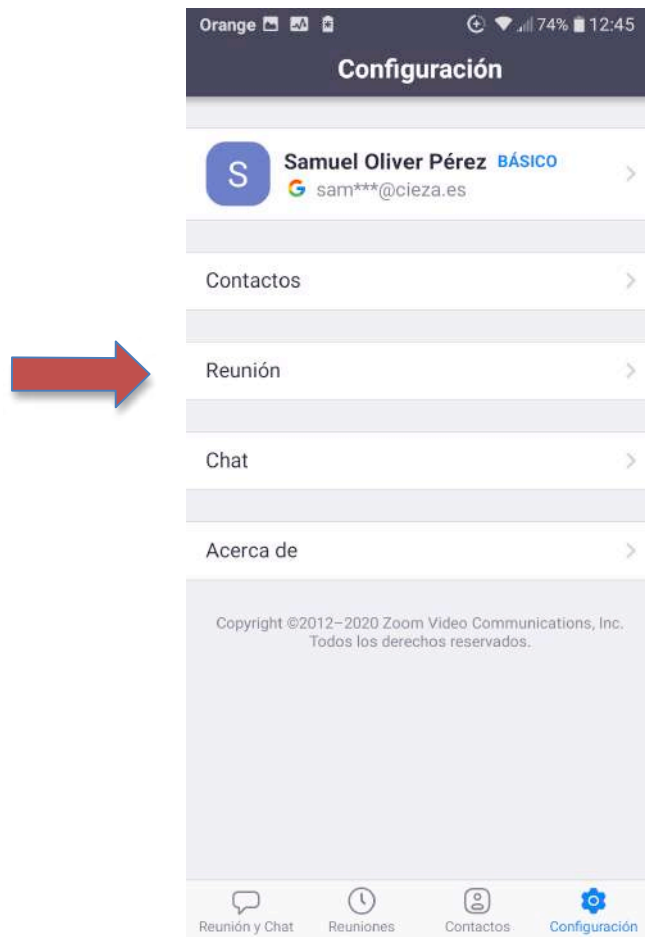 Orange 74% 12:45
Configuración
S
Samuel Oliver Pérez BÁSICO
sam***@cieza.es
Contactos
Reunión
Chat
Acerca de
Copyright ©2012–2020 Zoom Video Communications, Inc.
Todos los derechos reservados.
Reunión y Chat Reuniones Contactos Configuración